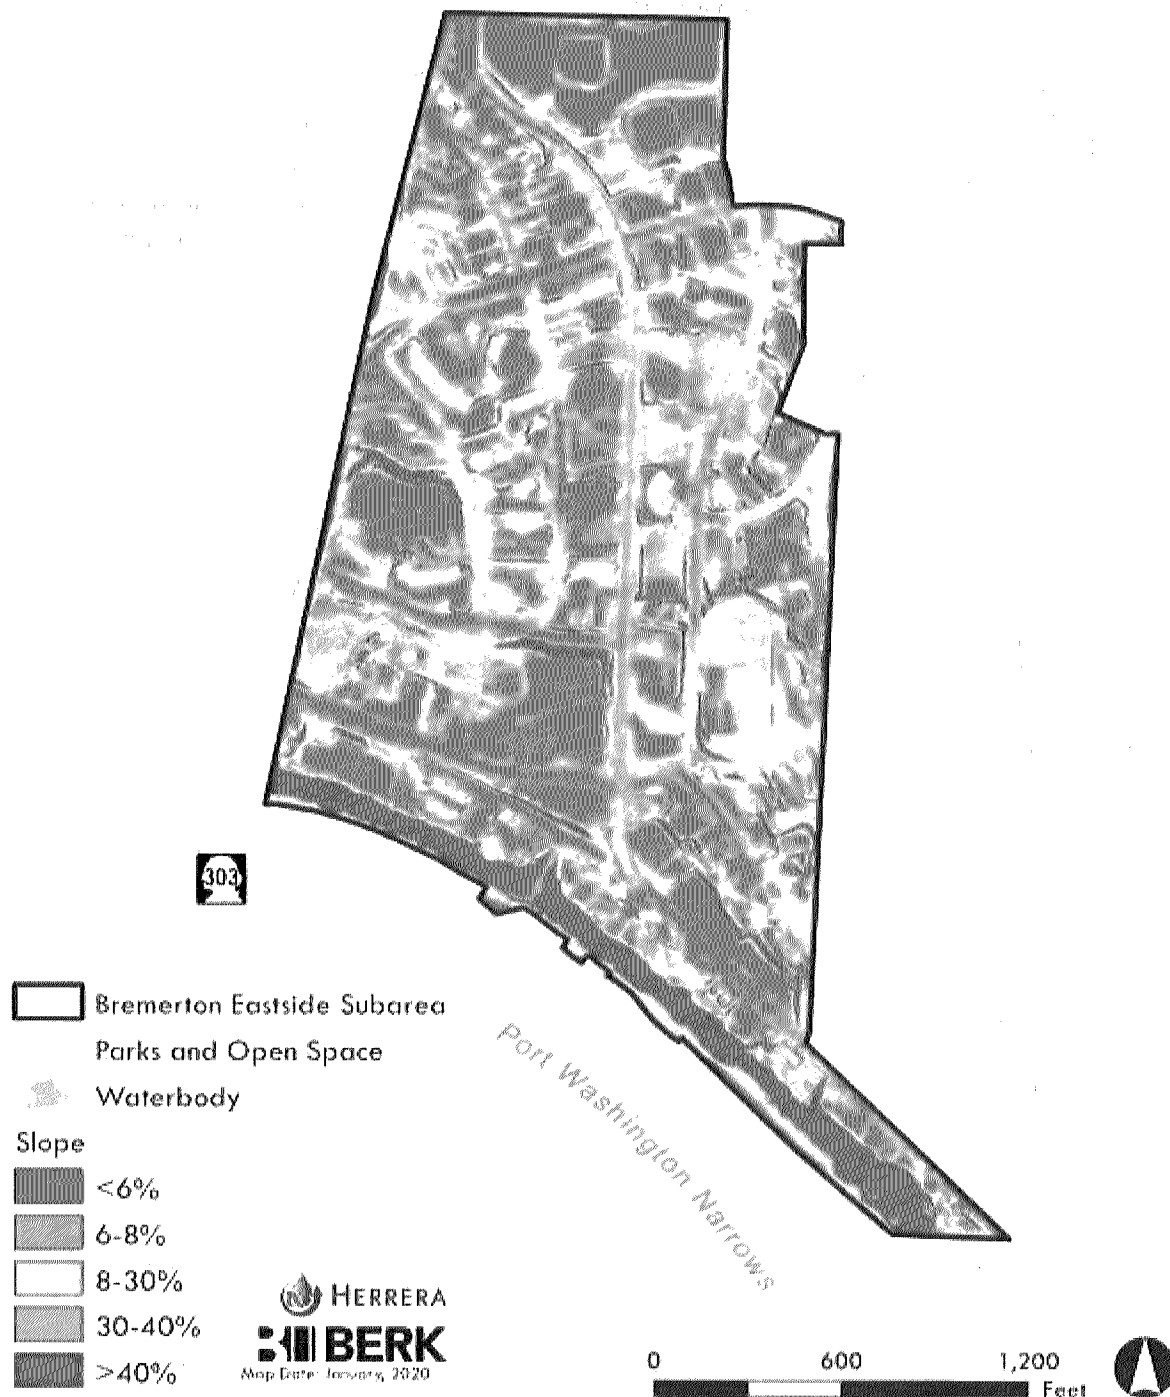 303
Bremerton Eastside Subarea
Parks and Open Space
Waterbody
Slope
<6%
6-8%
8-30%
30-40%
>40%
HERRERA
BERK
Map Date: January, 2020
Port Washington Narrows
0 600 1,200
Feet